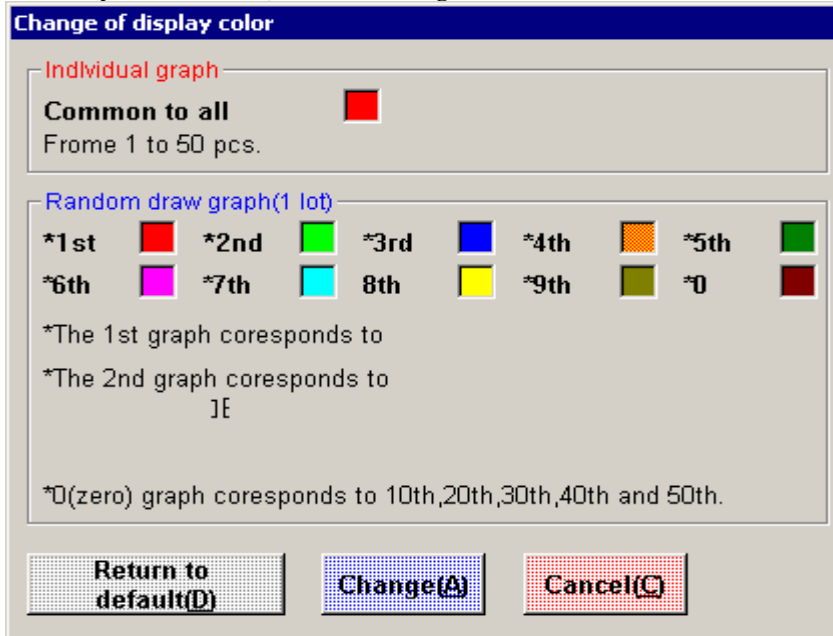 Change of display color
Individual graph
Common to all
Frome 1 to 50 pcs.
Random draw graph(1 lot)
*1st *2nd *3rd *4th *5th
*6th *7th 8th *9th *0
*The 1st graph coresponds to
*The 2nd graph coresponds to
*0(zero) graph coresponds to 10th,20th,30th,40th and 50th.
Return to
default(D)
Change(A)
Cancel(C)